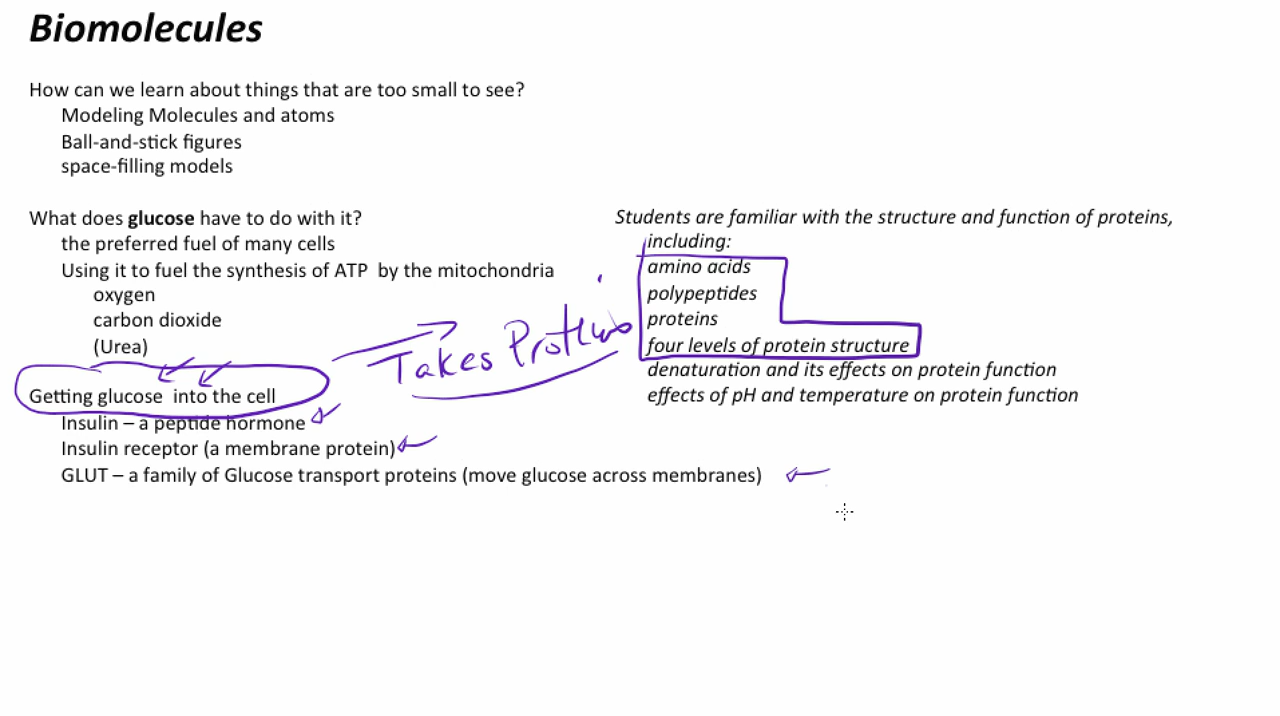 Biomolecules
How can we learn about things that are too small to see?
Modeling Molecules and atoms
Ball-and-stick figures
space-filling models
What does glucose have to do with it?
the preferred fuel of many cells
Using it to fuel the synthesis of ATP by the mitochondria
oxygen
carbon dioxide
(Urea)
Getting glucose into the cell
Insulin – a peptide hormone
Insulin receptor (a membrane protein)
GLUT – a family of Glucose transport proteins (move glucose across membranes)
Takes Proteins
Students are familiar with the structure and function of proteins,
including:
amino acids
polypeptides
proteins
four levels of protein structure
denaturation and its effects on protein function
effects of pH and temperature on protein function